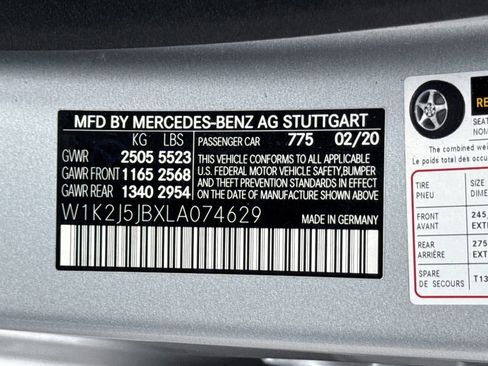 MFD BY MERCEDES-BENZ AG STUTTGART
KG LBS PASSENGER CAR 775 02/20
GVWR 2505 5523
GAWR FRONT 1165 2568
GAWR REAR 1340 2954
THIS VEHICLE CONFORMS TO ALL APPLICABLE
U.S. FEDERAL MOTOR VEHICLE SAFETY,BUMPER
AND THEFT PREVENTION STANDARDS IN EFFECT
ON THE DATE OF MANUFACTURE SHOWN ABOVE
W1K2J5JBXLA074629
MADE IN GERMANY
SEAT
NOM
The combined wei
Le poids total des occ
TIRE
PNEU
SIZE
DIME
FRONT
AVANT
245
EXT
REAR
ARRIÈRE
275
EXT
SPARE
DE SECOURS
T13